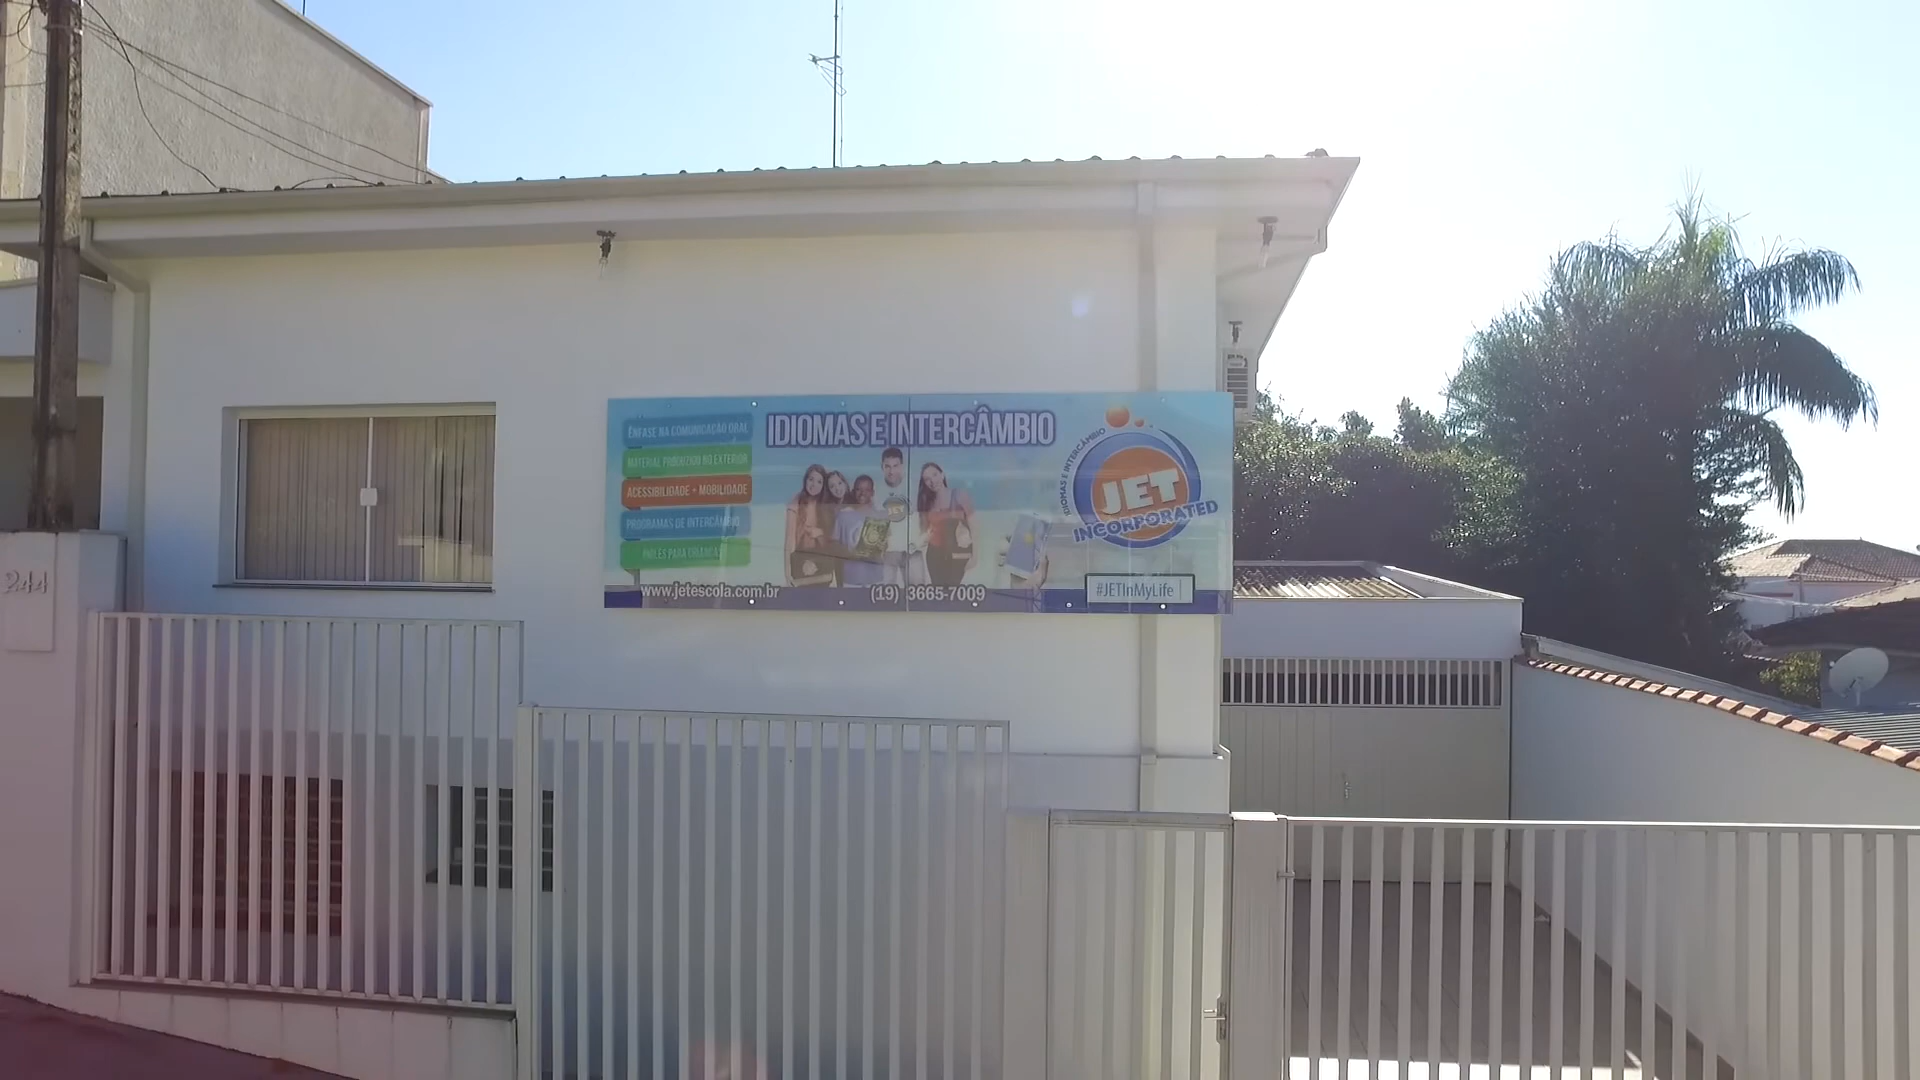 244
ÊNFASE NA COMUNICAÇÃO ORAL
MATERIAL PRODUZIDO NO EXTERIOR
ACESSIBILIDADE + MOBILIDADE
PROGRAMAS DE INTERCÂMBIO
INGLÊS PARA CRIANÇAS
IDIOMAS E INTERCÂMBIO
JET
IDIOMAS E INTERCÂMBIO
JET
INCORPORATED
www.jetescola.com.br
(19) 3665-7009
#JETInMyLife